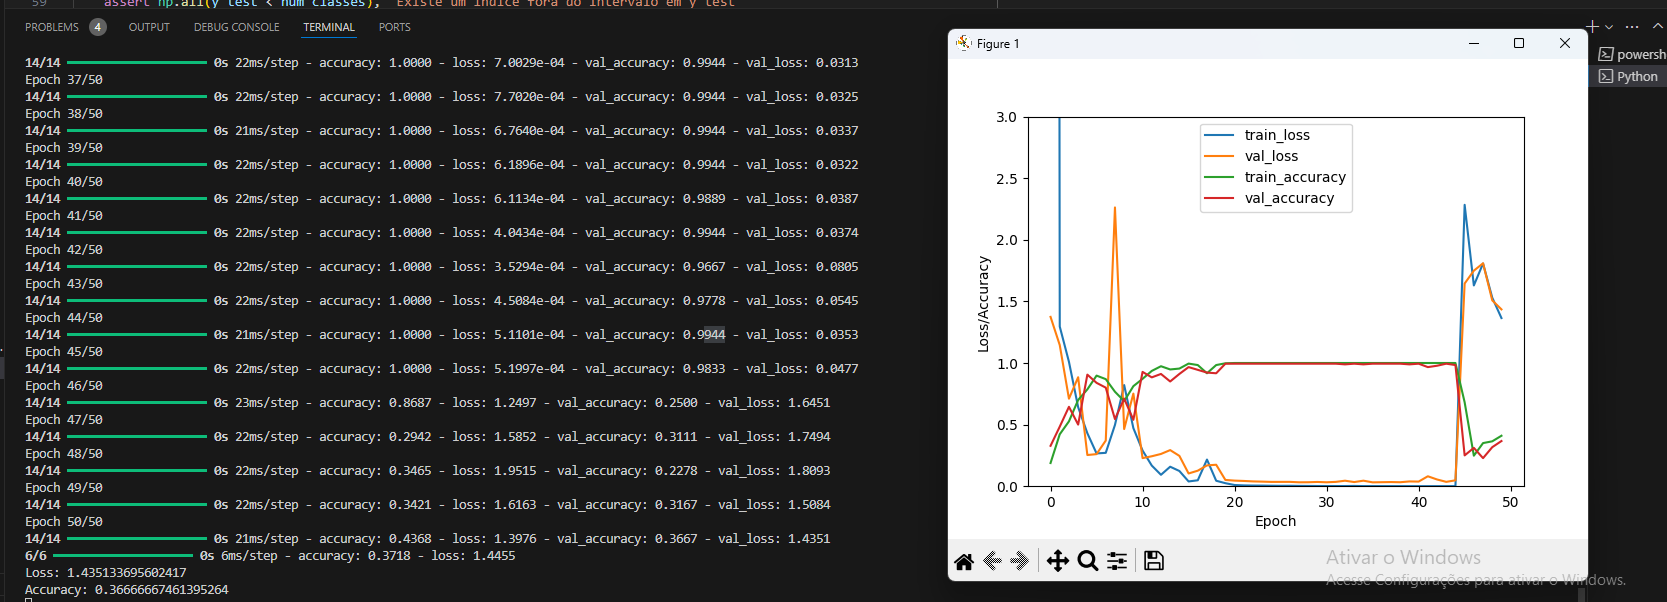 59 assert np.all(y_test < num_classes), "Existe um índice fora do intervalo em y_test"
PROBLEMS 4 OUTPUT DEBUG CONSOLE TERMINAL PORTS
14/14 0s 22ms/step - accuracy: 1.0000 - loss: 7.0029e-04 - val_accuracy: 0.9944 - val_loss: 0.0313
Epoch 37/50
14/14 0s 22ms/step - accuracy: 1.0000 - loss: 7.7020e-04 - val_accuracy: 0.9944 - val_loss: 0.0325
Epoch 38/50
14/14 0s 21ms/step - accuracy: 1.0000 - loss: 6.7640e-04 - val_accuracy: 0.9944 - val_loss: 0.0337
Epoch 39/50
14/14 0s 22ms/step - accuracy: 1.0000 - loss: 6.1896e-04 - val_accuracy: 0.9944 - val_loss: 0.0322
Epoch 40/50
14/14 0s 22ms/step - accuracy: 1.0000 - loss: 6.1134e-04 - val_accuracy: 0.9889 - val_loss: 0.0387
Epoch 41/50
14/14 0s 22ms/step - accuracy: 1.0000 - loss: 4.0434e-04 - val_accuracy: 0.9944 - val_loss: 0.0374
Epoch 42/50
14/14 0s 22ms/step - accuracy: 1.0000 - loss: 3.5294e-04 - val_accuracy: 0.9667 - val_loss: 0.0805
Epoch 43/50
14/14 0s 22ms/step - accuracy: 1.0000 - loss: 4.5084e-04 - val_accuracy: 0.9778 - val_loss: 0.0545
Epoch 44/50
14/14 0s 21ms/step - accuracy: 1.0000 - loss: 5.1101e-04 - val_accuracy: 0.9944 - val_loss: 0.0353
Epoch 45/50
14/14 0s 22ms/step - accuracy: 1.0000 - loss: 5.1997e-04 - val_accuracy: 0.9833 - val_loss: 0.0477
Epoch 46/50
14/14 0s 23ms/step - accuracy: 0.8687 - loss: 1.2497 - val_accuracy: 0.2500 - val_loss: 1.6451
Epoch 47/50
14/14 0s 22ms/step - accuracy: 0.2942 - loss: 1.5852 - val_accuracy: 0.3111 - val_loss: 1.7494
Epoch 48/50
14/14 0s 22ms/step - accuracy: 0.3465 - loss: 1.9515 - val_accuracy: 0.2278 - val_loss: 1.8093
Epoch 49/50
14/14 0s 22ms/step - accuracy: 0.3421 - loss: 1.6163 - val_accuracy: 0.3167 - val_loss: 1.5084
Epoch 50/50
14/14 0s 21ms/step - accuracy: 0.4368 - loss: 1.3976 - val_accuracy: 0.3667 - val_loss: 1.4351
6/6 0s 6ms/step - accuracy: 0.3718 - loss: 1.4455
Loss: 1.435133695602417
Accuracy: 0.36666667461395264
Figure 1
3.0
2.5
2.0
1.5
1.0
0.5
0.0
Loss/Accuracy
train_loss
val_loss
train_accuracy
val_accuracy
0 10 20 30 40 50
Epoch
Ativar o Windows
Acesse Configurações para ativar o Windows.
powersh
Python